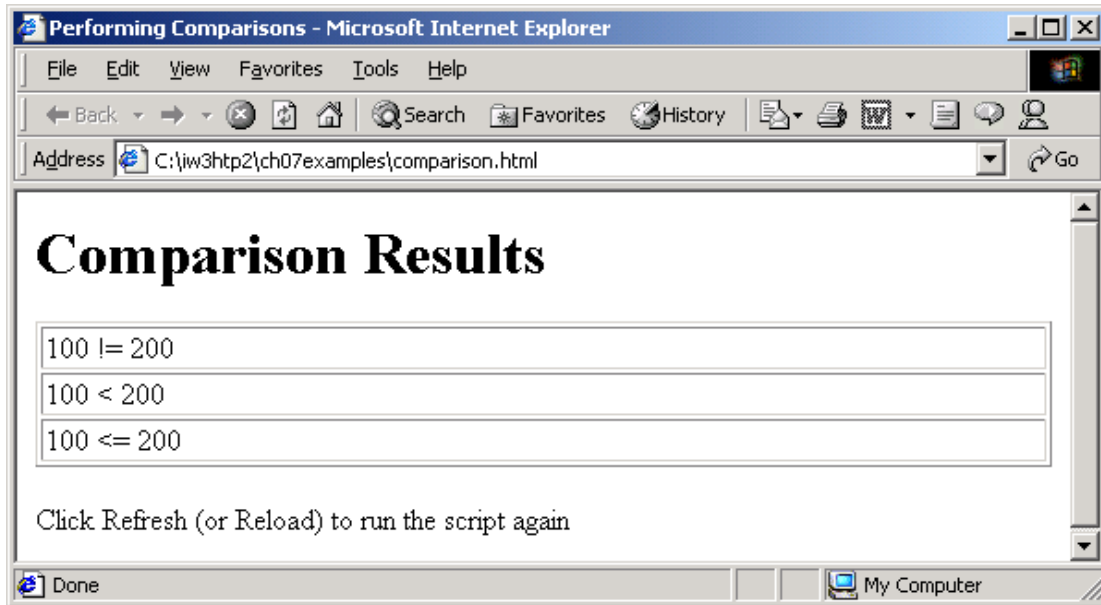 Performing Comparisons - Microsoft Internet Explorer
File Edit View Favorites Tools Help
Back Search Favorites History
Address C:\iw3htp2\ch07examples\comparison.html Go
Comparison Results
100 != 200
100 < 200
100 <= 200
Click Refresh (or Reload) to run the script again
Done My Computer